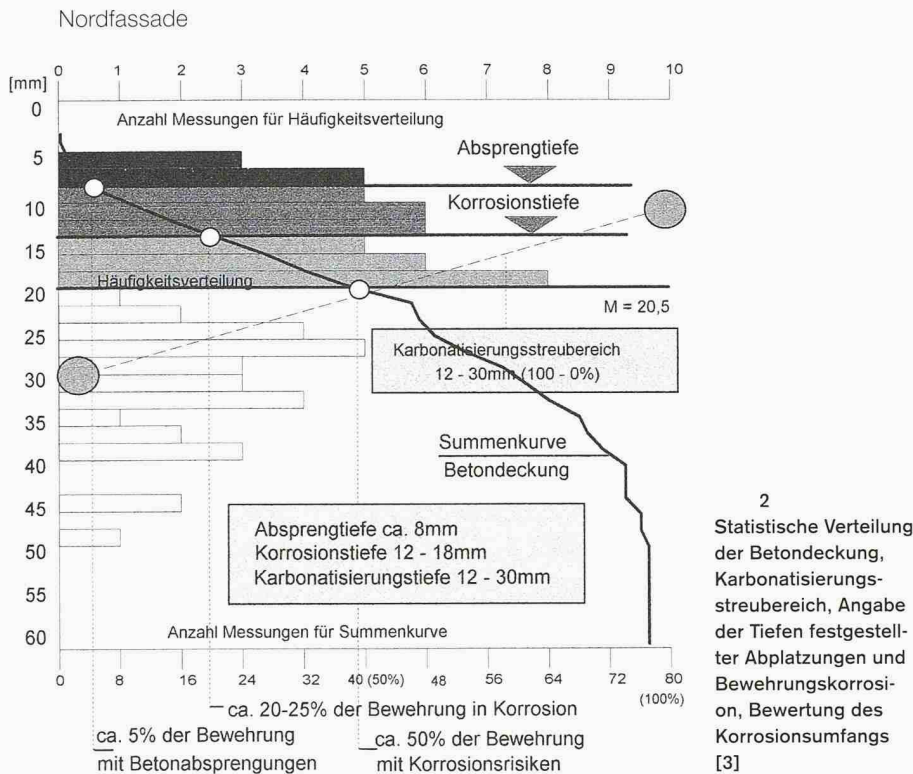 Nordfassade
0 1 2 3 4 5 6 7 8 9 10
[mm]
0
Anzahl Messungen für Häufigkeitsverteilung
5
Absprengtiefe
10
Korrosionstiefe
15
Häufigkeitsverteilung
20
M = 20,5
25
Karbonatisierungsstreubereich
12 - 30mm (100 - 0%)
30
35
Summenkurve
40
Betondeckung
45
Absprengtiefe ca. 8mm
Korrosionstiefe 12 - 18mm
Karbonatisierungstiefe 12 - 30mm
50
55
60
Anzahl Messungen für Summenkurve
0 8 16 24 32 40 (50%) 48 56 64 72 80
(100%)
ca. 20-25% der Bewehrung in Korrosion
ca. 5% der Bewehrung
mit Betonabsprengungen
ca. 50% der Bewehrung
mit Korrosionsrisiken
2
Statistische Verteilung
der Betondeckung,
Karbonatisierungs-
streubereich, Angabe
der Tiefen festgestell-
ter Abplatzungen und
Bewehrungskorrosi-
on, Bewertung des
Korrosionsumfangs
[3]